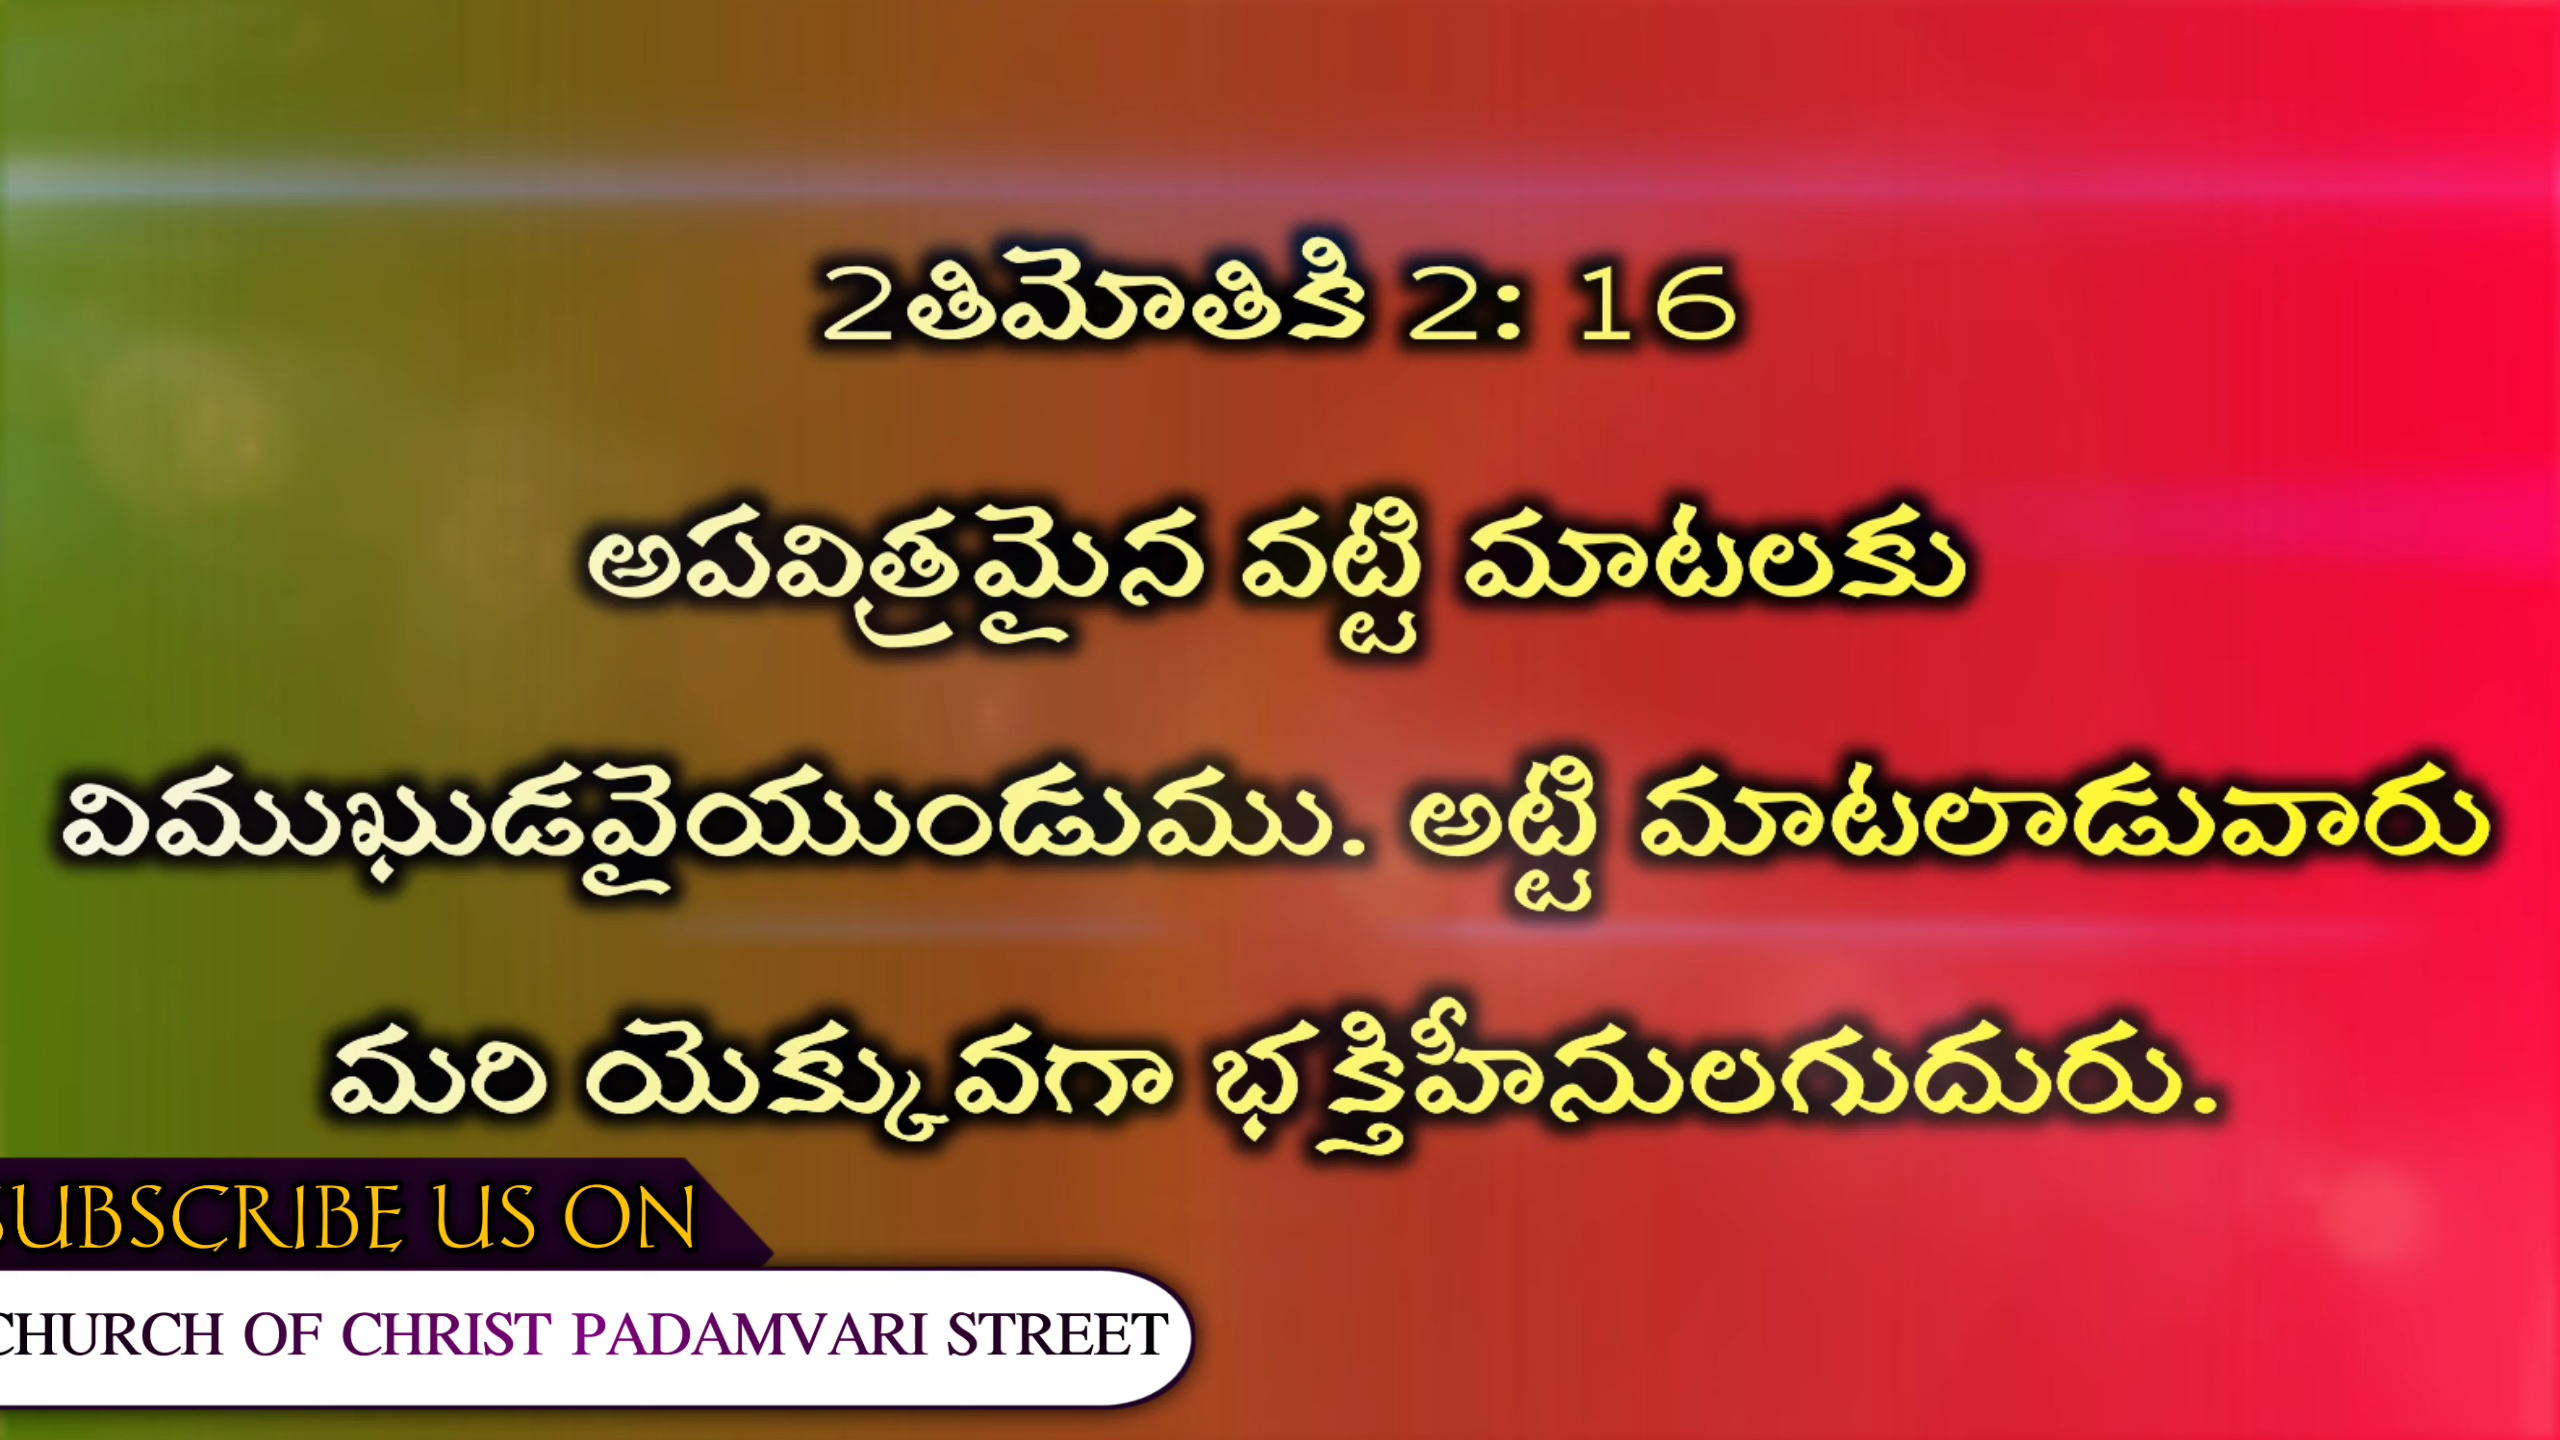 2తిమోతికి 2: 16
అపవిత్రమైన వట్టి మాటలకు
విముఖుడవైయుండుము. అట్టి మాటలాడువారు
మరి యెక్కువగా భక్తిహీనులగుదురు.
SUBSCRIBE US ON
CHURCH OF CHRIST PADAMVARI STREET